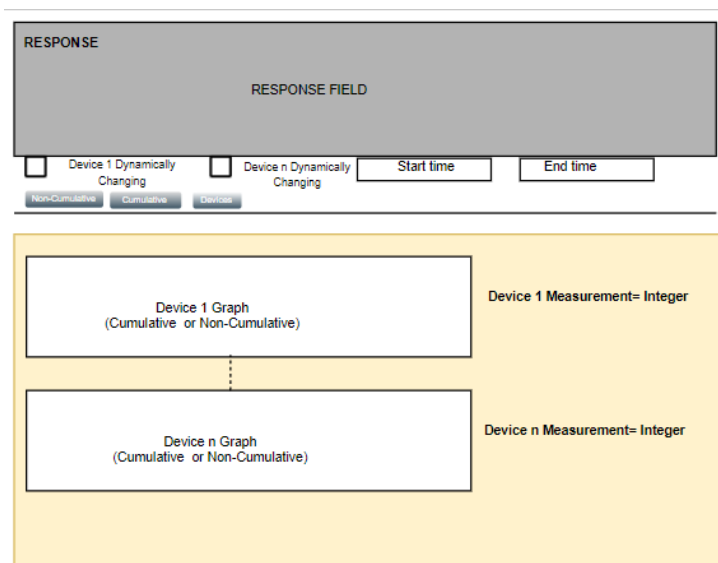 RESPONSE
RESPONSE FIELD
Device 1 Dynamically
Changing
Device n Dynamically
Changing
Start time
End time
Non-Cumulative
Cumulative
Devices
Device 1 Graph
(Cumulative or Non-Cumulative)
Device 1 Measurement= Integer
Device n Graph
(Cumulative or Non-Cumulative)
Device n Measurement= Integer